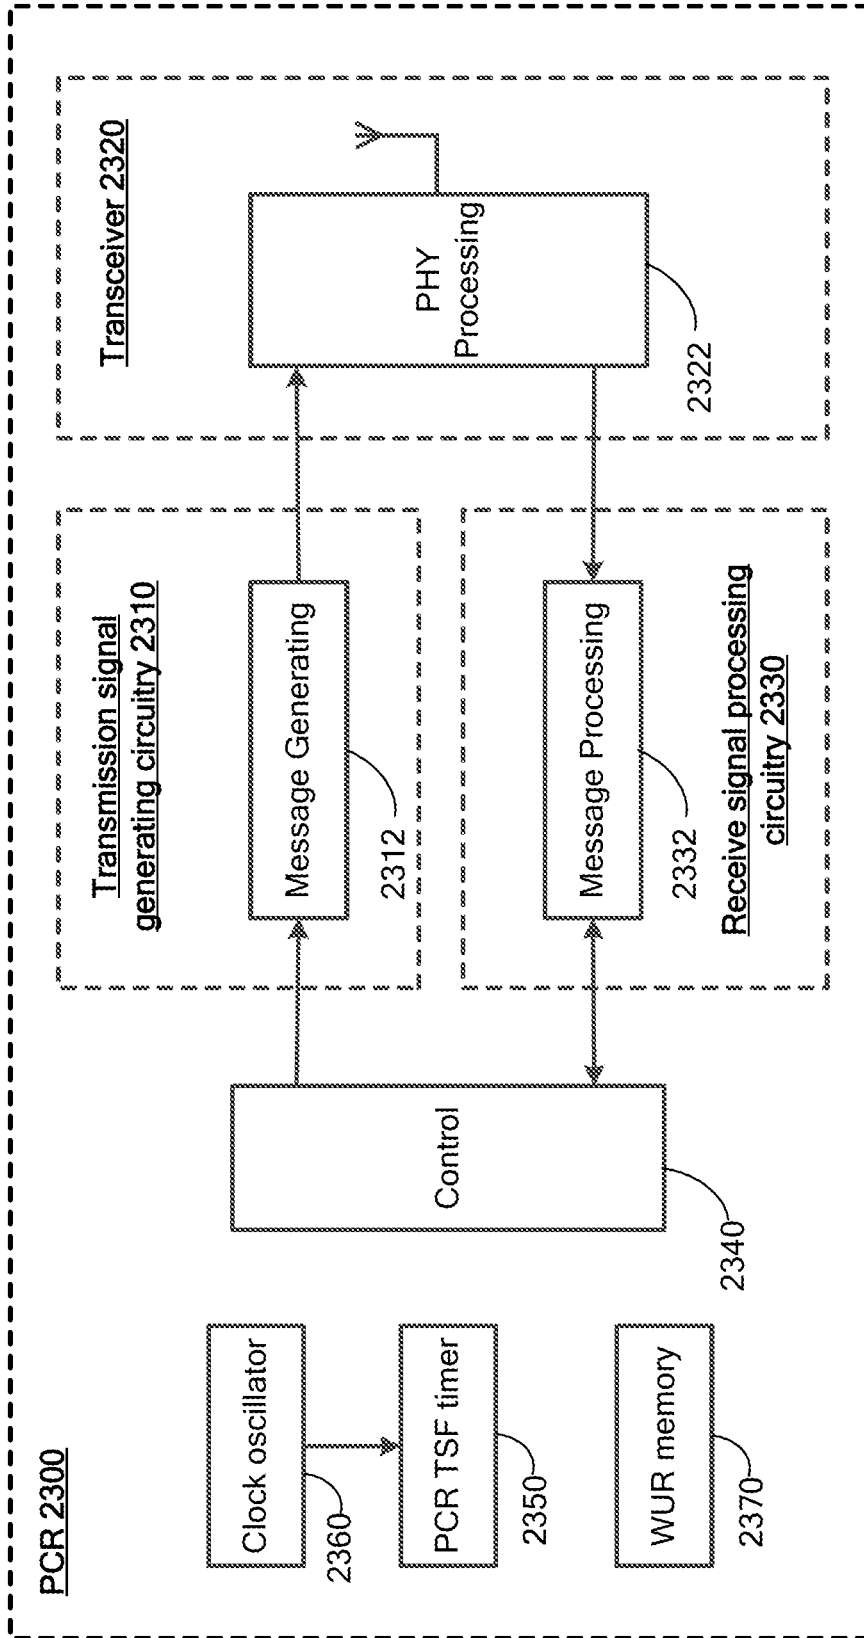 PCR 2300
Clock oscillator
2360
PCR TSF timer
2350
WUR memory
2370
Control
2340
Transmission signal
generating circuitry 2310
Message Generating
2312
Message Processing
2332
Receive signal processing
circuitry 2330
Transceiver 2320
PHY
Processing
2322